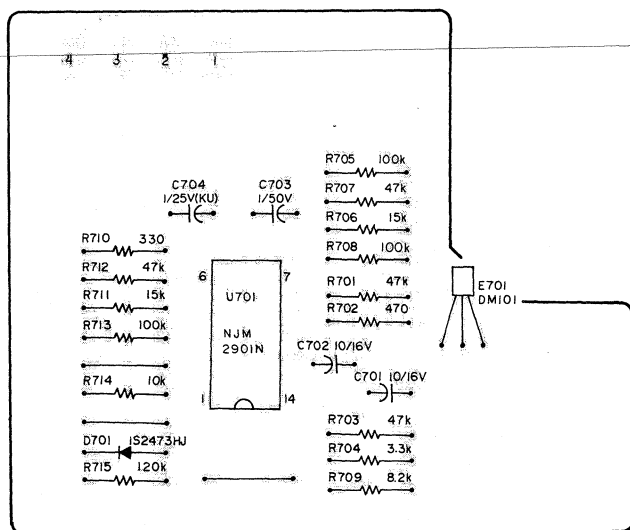 4 3 2 1
R705 100k
R707 47k
R706 15k
R708 100k
R701 47k
R702 470
C704
1/25V(KU)
C703
1/50V
R710 330
R712 47k
R711 15k
R713 100k
R714 10k
D701 1S2473HJ
R715 120k
6 7
U701
NJM
2901N
1 14
E701
DM101
C702 10/16V
C701 10/16V
R703 47k
R704 3.3k
R709 8.2k